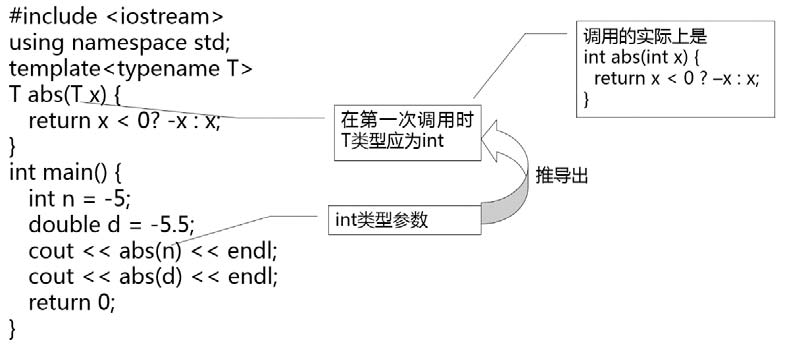 #include <iostream>
using namespace std;
template<typename T>
T abs(T x) {
return x < 0? -x : x;
}
int main() {
int n = -5;
double d = -5.5;
cout << abs(n) << endl;
cout << abs(d) << endl;
return 0;
}
在第一次调用时
T类型应为int
int类型参数
推导出
调用的实际上是
int abs(int x) {
return x < 0 ? –x : x;
}